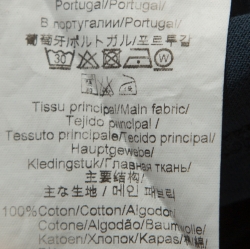 Portugal/Portugal/
В португалии/Portugal
葡萄牙/ポルトガル/포르투갈
30 W
Tissu principal/Main fabric/
Tejido principal /
Tessuto principale/Tecido principal/
Hauptgewebe/
Kledingstuk/Главная ткань/
主要结构/
主な生地 / 메인 패브릭
100%Coton/Cotton/Algodon/
Cotone/Algodão/Baumwolle/
Katoen/Хлопок/Kapas/